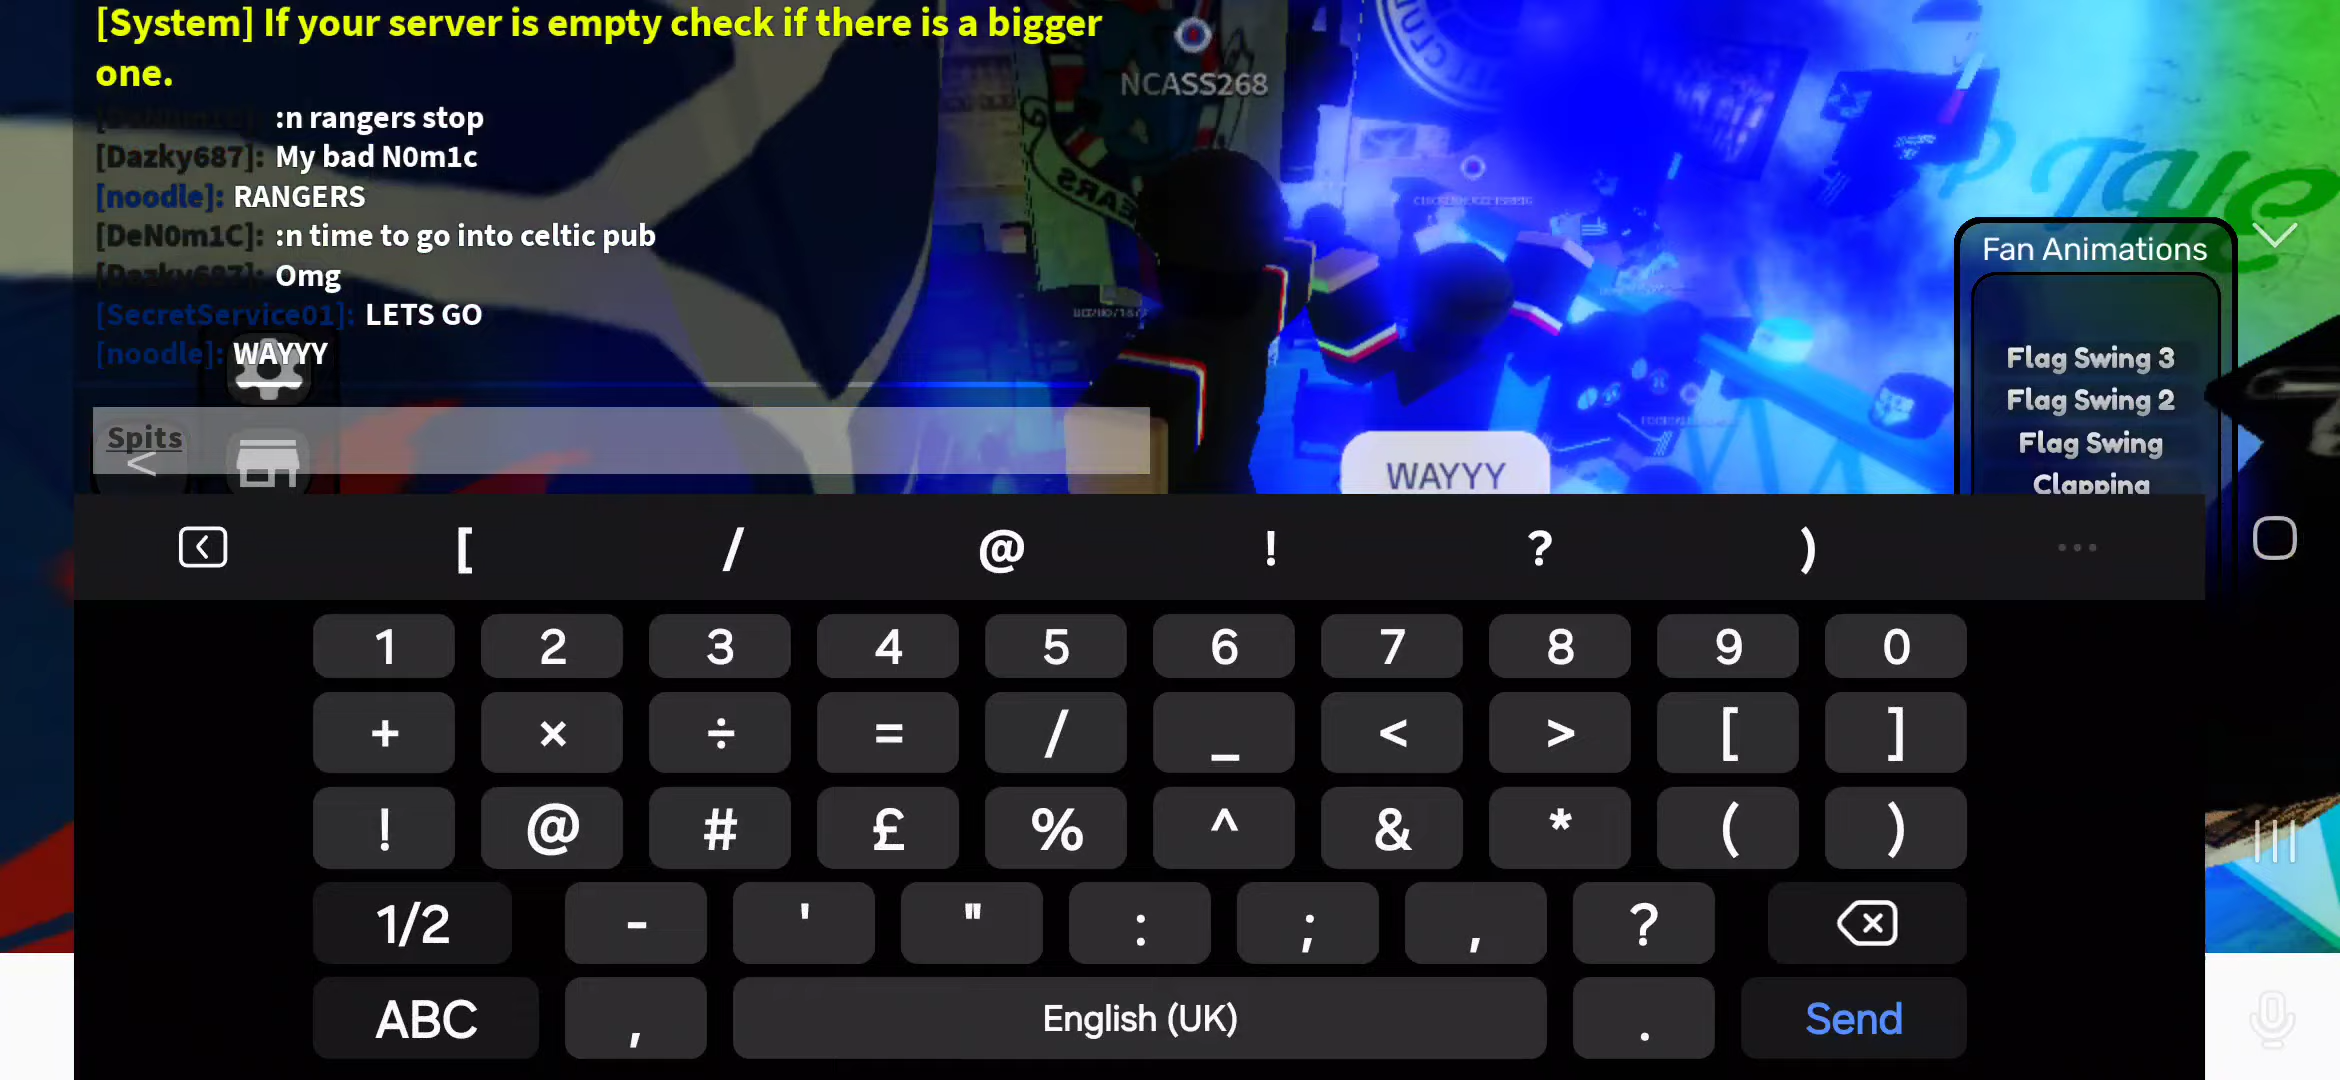 [System] If your server is empty check if there is a bigger
one.
:n rangers stop
[Dazky687]: My bad N0m1c
[noodle]: RANGERS
[DeN0m1C]: :n time to go into celtic pub
[Dazky687]: Omg
[SecretService01]: LETS GO
[noodle]: WAYYY
Spits
<
NCASS268
EARS
WAYYY
Fan Animations
Flag Swing 3
Flag Swing 2
Flag Swing
Clapping
[ / @ ! ? ) ...
1 2 3 4 5 6 7 8 9 0
+ × ÷ = / _ < > [ ]
! @ # £ % ^ & * ( )
1/2 - ' " : ; , ?
ABC , English (UK) . Send